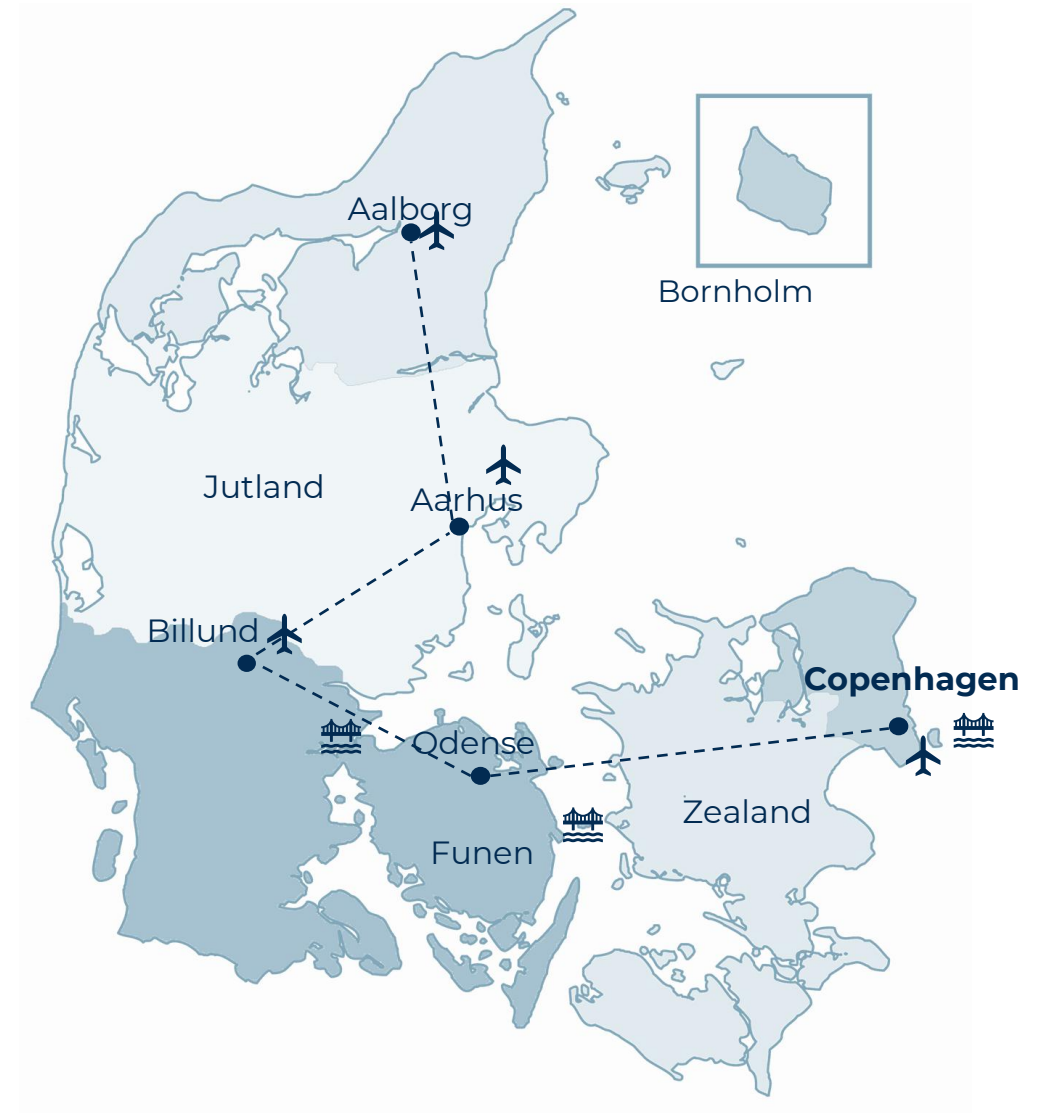 Aalborg
Bornholm
Jutland
Aarhus
Billund
Copenhagen
Odense
Zealand
Funen